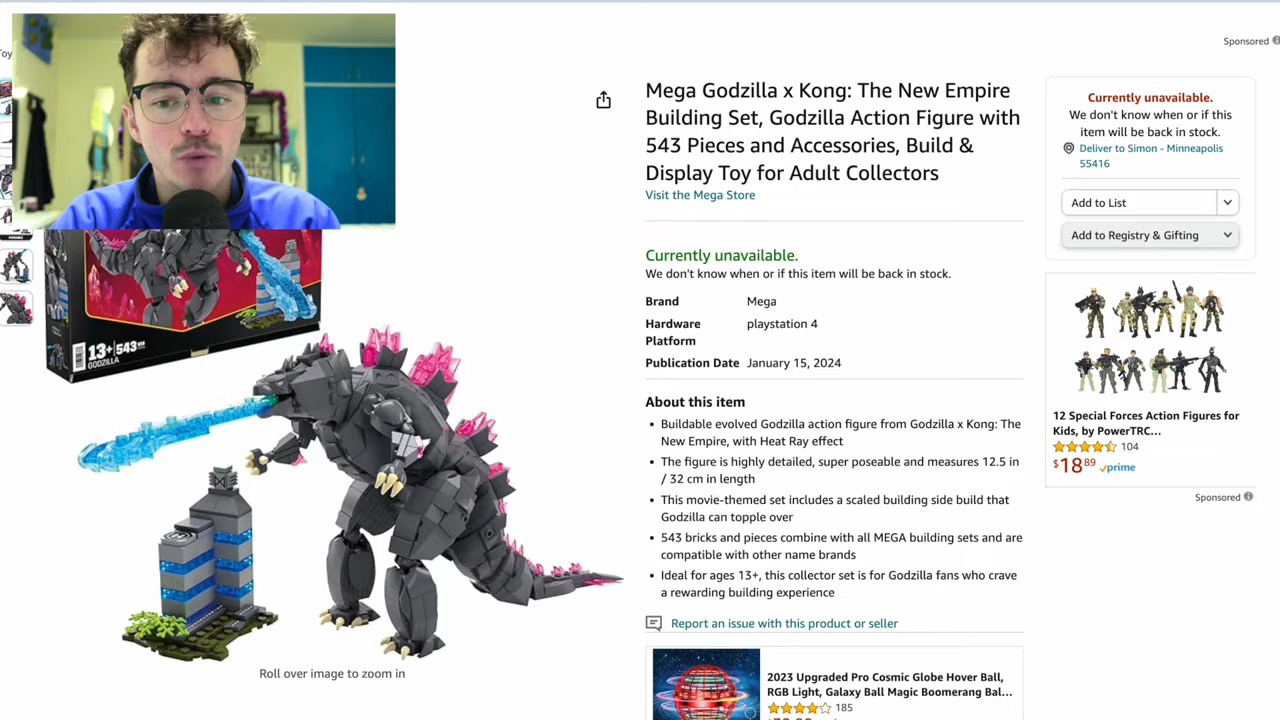 Toy
Sponsored
Mega Godzilla x Kong: The New Empire
Building Set, Godzilla Action Figure with
543 Pieces and Accessories, Build &
Display Toy for Adult Collectors
Visit the Mega Store
Currently unavailable.
We don't know when or if this item will be back in stock.
Brand Mega
Hardware playstation 4
Platform
Publication Date January 15, 2024
About this item
• Buildable evolved Godzilla action figure from Godzilla x Kong: The
New Empire, with Heat Ray effect
• The figure is highly detailed, super poseable and measures 12.5 in
/ 32 cm in length
• This movie-themed set includes a scaled building side build that
Godzilla can topple over
• 543 bricks and pieces combine with all MEGA building sets and are
compatible with other name brands
• Ideal for ages 13+, this collector set is for Godzilla fans who crave
a rewarding building experience
Report an issue with this product or seller
2023 Upgraded Pro Cosmic Globe Hover Ball,
RGB Light, Galaxy Ball Magic Boomerang Bal...
185
Currently unavailable.
We don't know when or if this
item will be back in stock.
Deliver to Simon - Minneapolis
55416
Add to List
Add to Registry & Gifting
12 Special Forces Action Figures for
Kids, by PowerTRC...
104
$18 89 prime
Sponsored
13+ 543
GODZILLA
Roll over image to zoom in